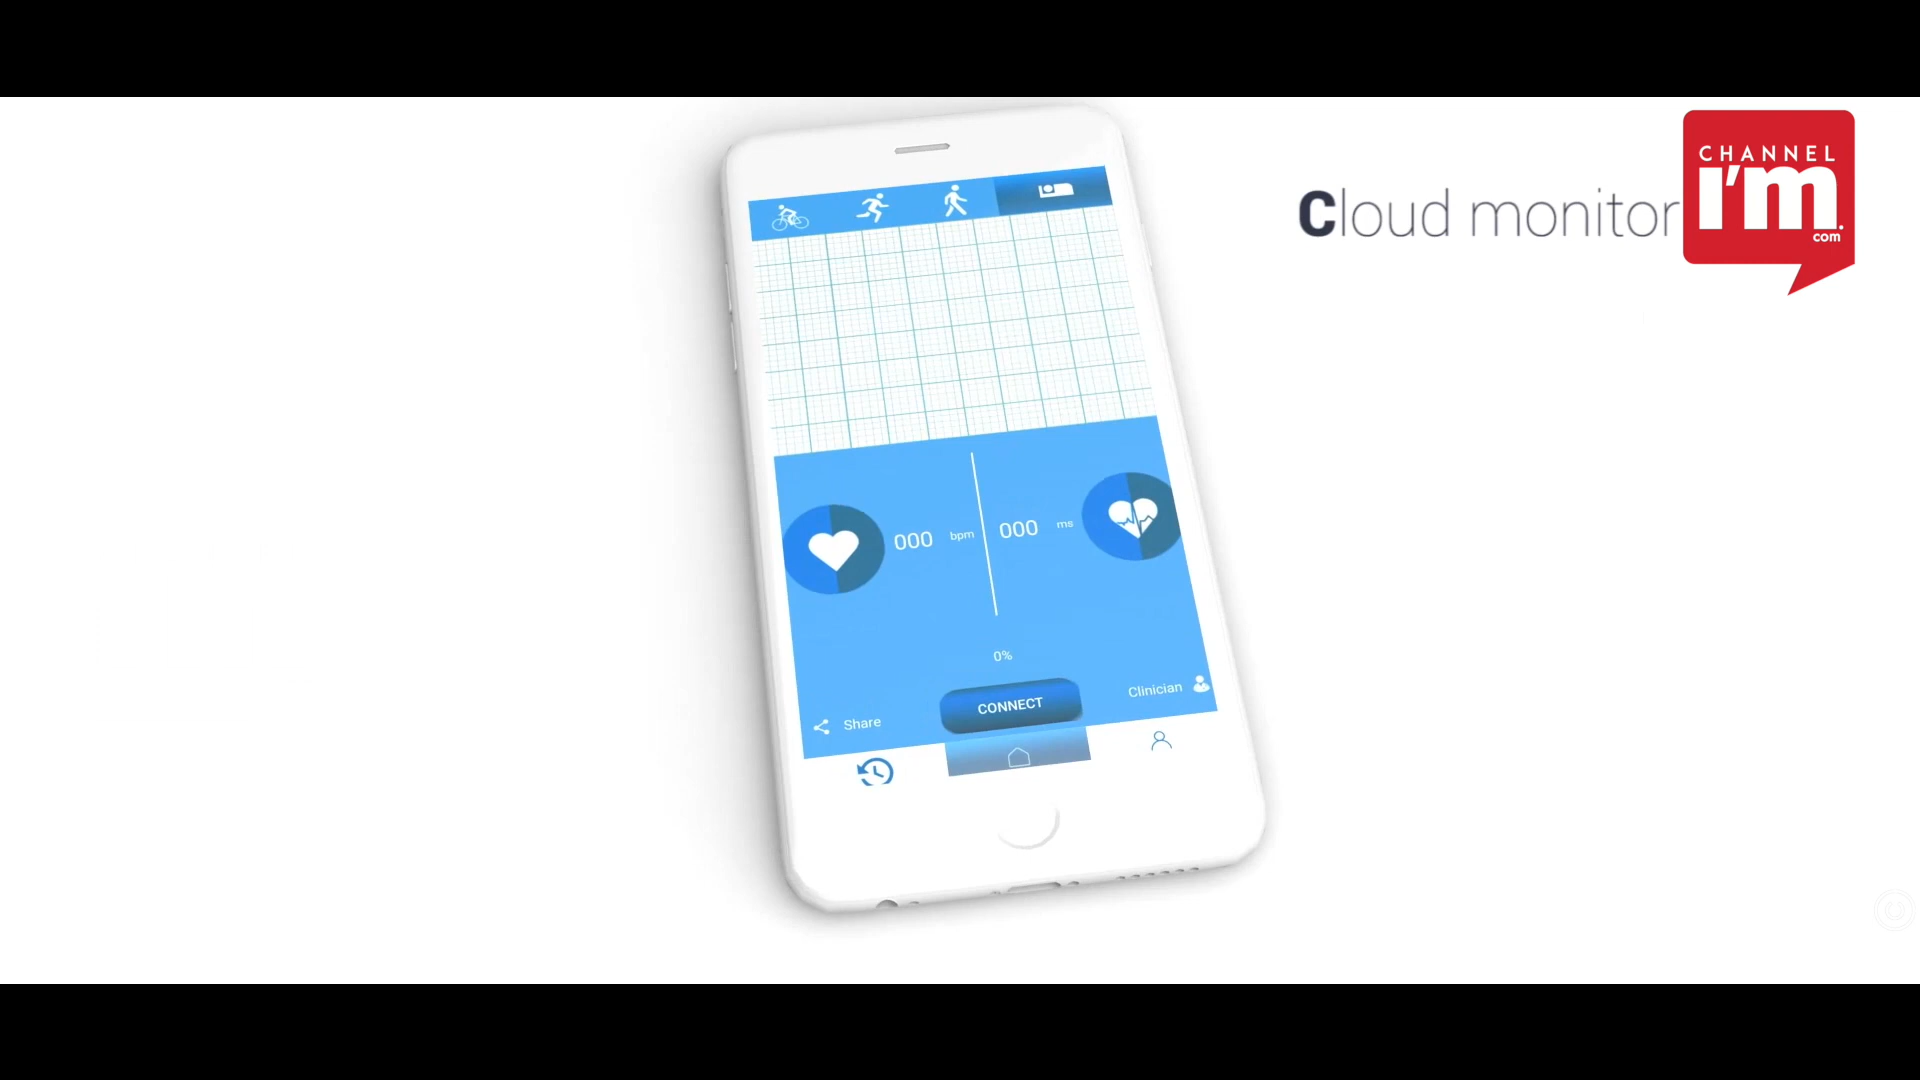 Cloud monitor
CHANNEL
I'm.
com
000 bpm
000 ms
0%
Share
CONNECT
Clinician